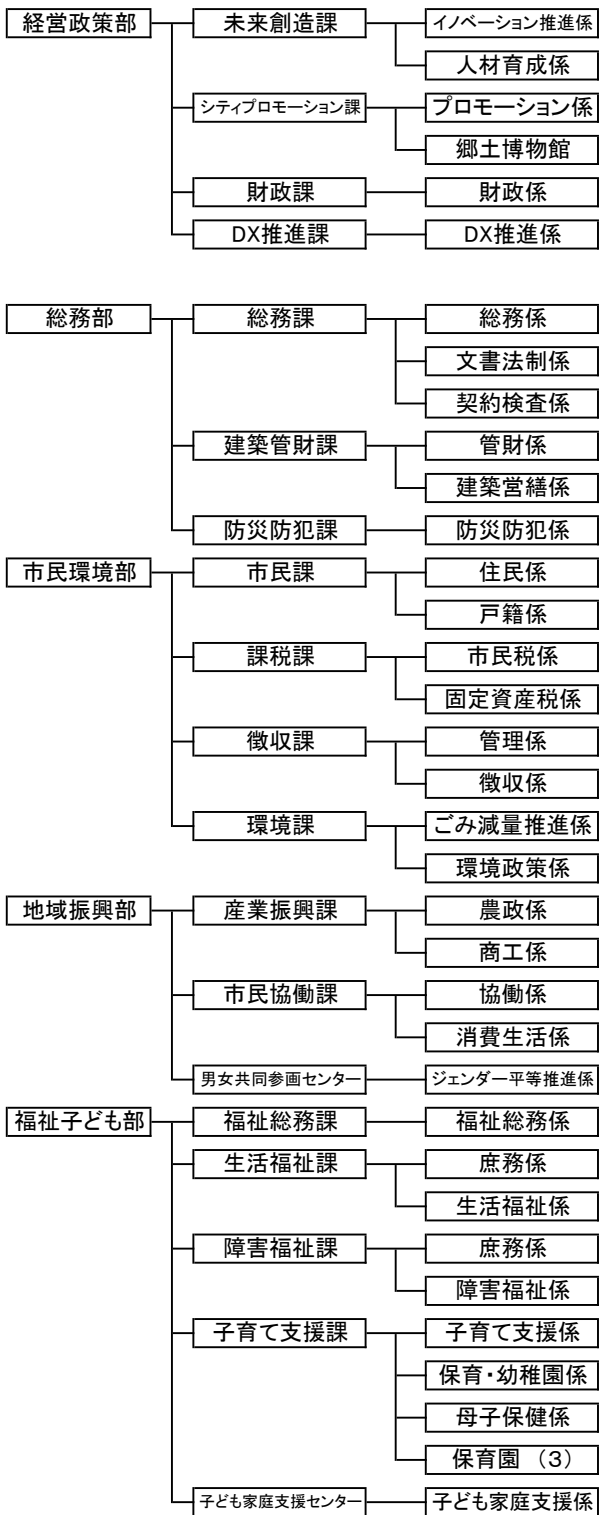 経営政策部 未来創造課 イノベーション推進係
人材育成係
シティプロモーション課 プロモーション係
郷土博物館
財政課 財政係
DX推進課 DX推進係
総務部 総務課 総務係
文書法制係
契約検査係
建築管財課 管財係
建築営繕係
防災防犯課 防災防犯係
市民環境部 市民課 住民係
戸籍係
課税課 市民税係
固定資産税係
徴収課 管理係
徴収係
環境課 ごみ減量推進係
環境政策係
地域振興部 産業振興課 農政係
商工係
市民協働課 協働係
消費生活係
男女共同参画センター ジェンダー平等推進係
福祉子ども部 福祉総務課 福祉総務係
生活福祉課 庶務係
生活福祉係
障害福祉課 庶務係
障害福祉係
子育て支援課 子育て支援係
保育・幼稚園係
母子保健係
保育園 （3）
子ども家庭支援センター 子ども家庭支援係